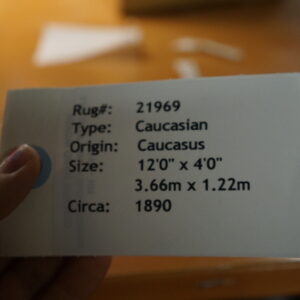 Rug#: 21969
Type: Caucasian
Origin: Caucasus
Size: 12'0" x 4'0"
3.66m x 1.22m
Circa: 1890